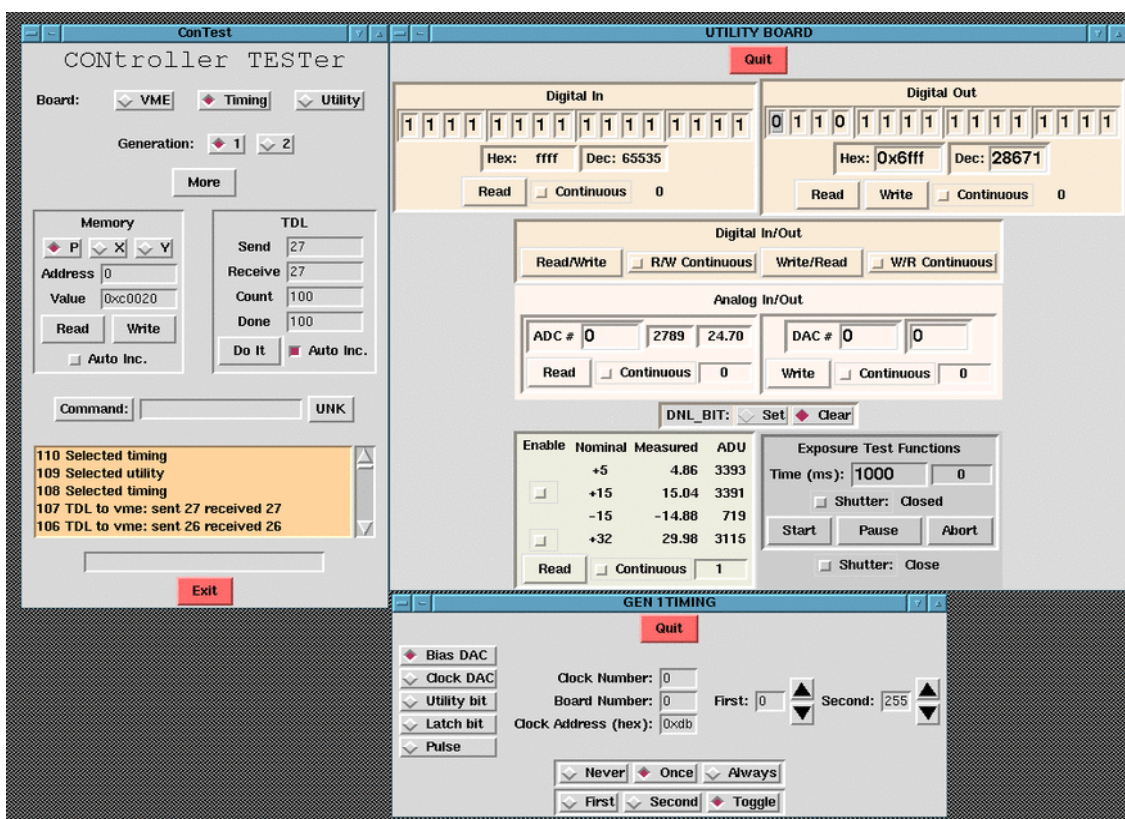 ConTest
CONtroller TESTer
Board: VME Timing Utility
Generation: 1 2
More
Memory
P X Y
Address 0
Value 0xc0020
Read Write
Auto Inc.
TDL
Send 27
Receive 27
Count 100
Done 100
Do It Auto Inc.
Command: UNK
110 Selected timing
109 Selected utility
108 Selected timing
107 TDL to vme: sent 27 received 27
106 TDL to vme: sent 26 received 26
Exit
UTILITY BOARD
Quit
Digital In
1 1 1 1 1 1 1 1 1 1 1 1 1 1 1 1
Hex: ffff Dec: 65535
Read Continuous 0
Digital Out
0 1 1 0 1 1 1 1 1 1 1 1 1 1 1 1
Hex: 0x6fff Dec: 28671
Read Write Continuous 0
Digital In/Out
Read/Write R/W Continuous Write/Read W/R Continuous
Analog In/Out
ADC # 0 2789 24.70
Read Continuous 0
DAC # 0 0
Write Continuous 0
DNL_BIT: Set Clear
Enable Nominal Measured ADU
+5 4.86 3393
+15 15.04 3391
-15 -14.88 719
+32 29.98 3115
Read Continuous 1
Exposure Test Functions
Time (ms): 1000 0
Shutter: Closed
Start Pause Abort
Shutter: Close
GEN 1 TIMING
Quit
Bias DAC
Clock DAC
Utility bit
Latch bit
Pulse
Clock Number: 0
Board Number: 0
Clock Address (hex): 0xdb
First: 0 Second: 255
Never Once Always
First Second Toggle